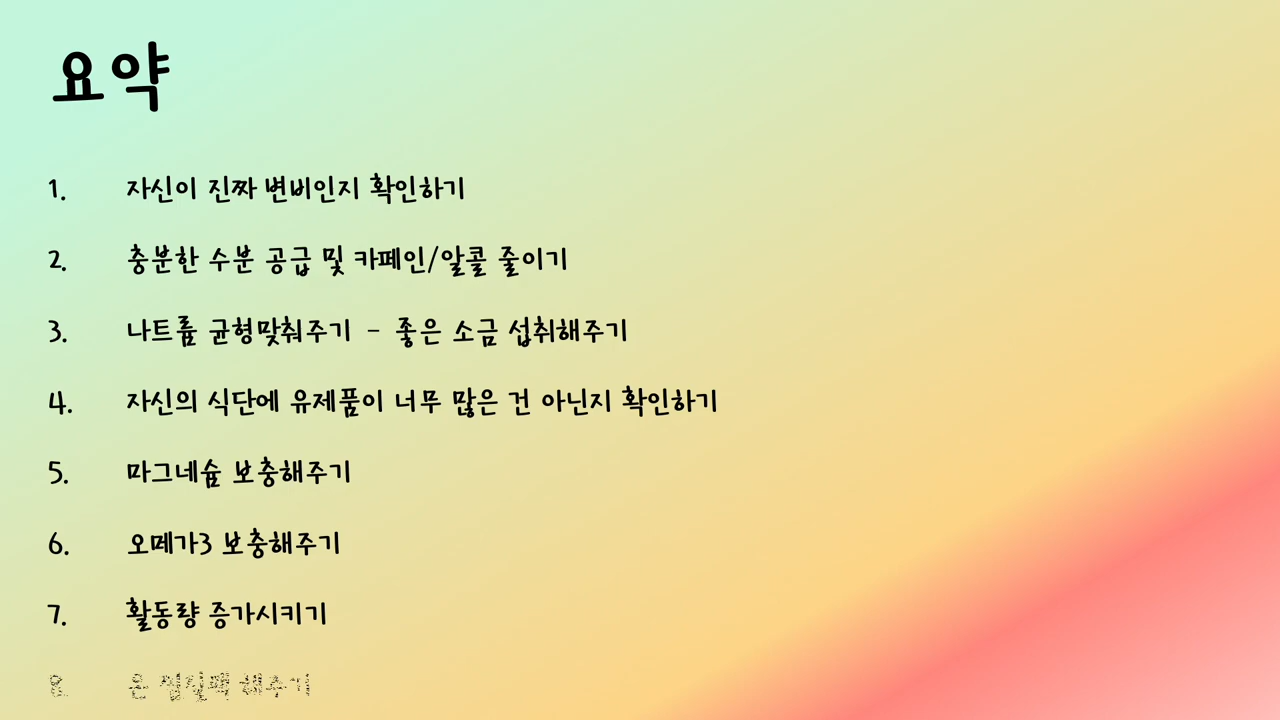 요약
1. 자신이 진짜 변비인지 확인하기
2. 충분한 수분 공급 및 카페인/알콜 줄이기
3. 나트륨 균형맞춰주기 - 좋은 소금 섭취해주기
4. 자신의 식단에 유제품이 너무 많은 건 아닌지 확인하기
5. 마그네슘 보충해주기
6. 오메가3 보충해주기
7. 활동량 증가시키기
8. 해주기